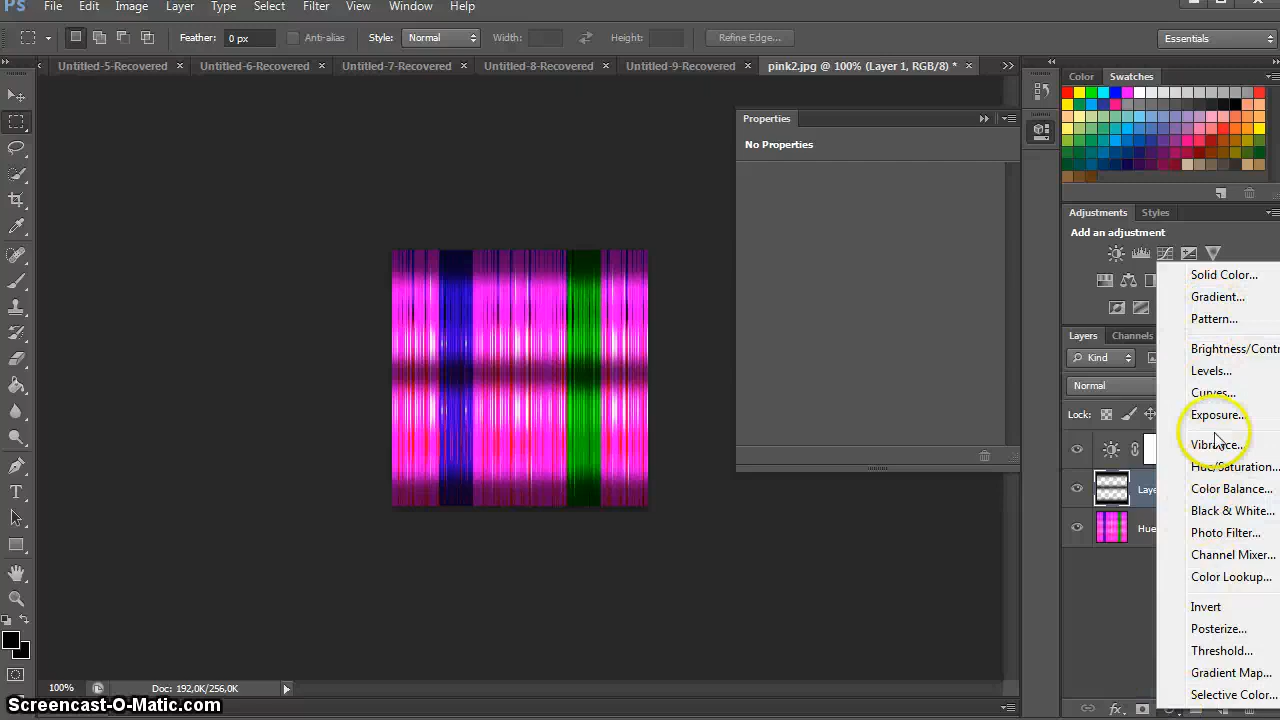 Ps File Edit Image Layer Type Select Filter View Window Help
Feather: 0 px Anti-alias Style: Normal Width: Height: Refine Edge... Essentials
Untitled-5-Recovered × Untitled-6-Recovered × Untitled-7-Recovered × Untitled-8-Recovered × Untitled-9-Recovered × pink2.jpg @ 100% (Layer 1, RGB/8) * ×
Color Swatches
Properties
No Properties
Adjustments Styles
Add an adjustment
Solid Color...
Gradient...
Pattern...
Layers Channels
Brightness/Contr
Kind
Levels...
Normal
Curves...
Lock:
Exposure...
Vibrance...
Hue/Saturation...
Laye
Color Balance...
Black & White...
Hue
Photo Filter...
Channel Mixer...
Color Lookup...
Invert
Posterize...
Threshold...
Gradient Map...
Selective Color...
100% Doc: 192,0K/256,0K
Screencast-O-Matic.com